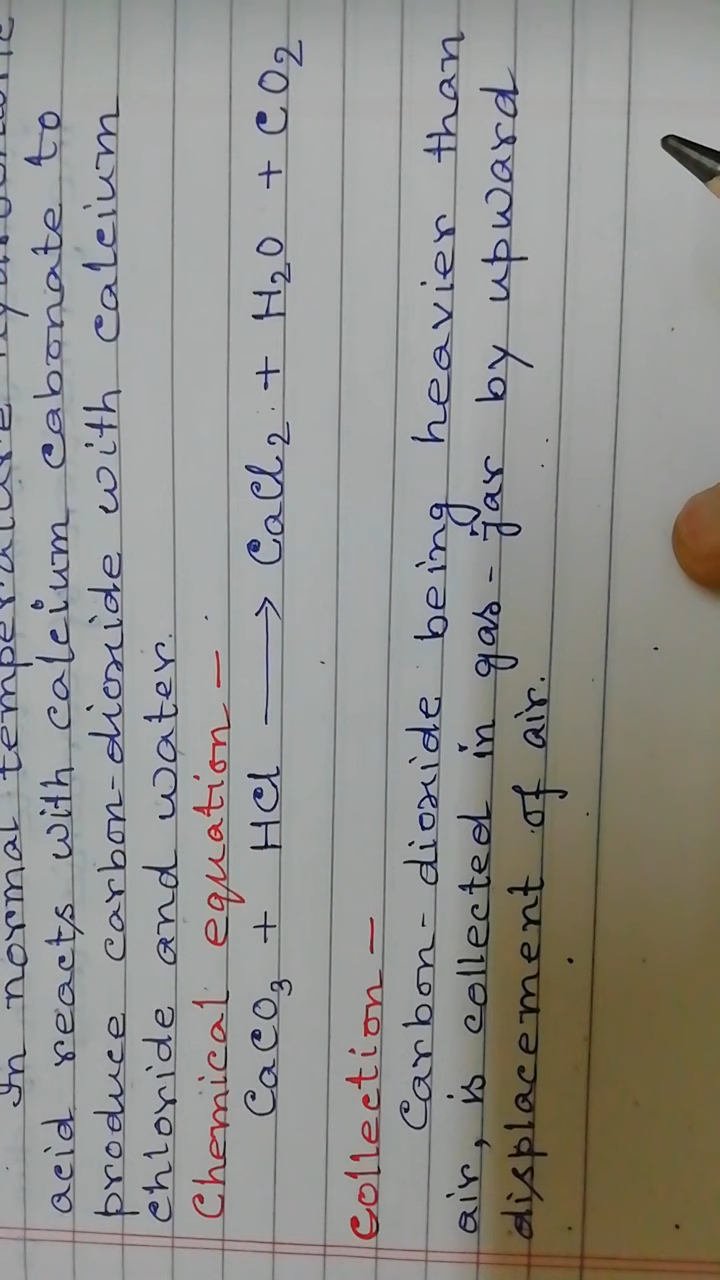 In normal temperature
acid reacts with calcium cabonate to
produce carbon-dioxide with calcium
chloride and water.
Chemical equation -
CaCO₃ + HCl ⟶ CaCl₂ + H₂O + CO₂
Collection -
Carbon-dioxide being heavier than
air, is collected in gas-jar by upward
displacement of air.